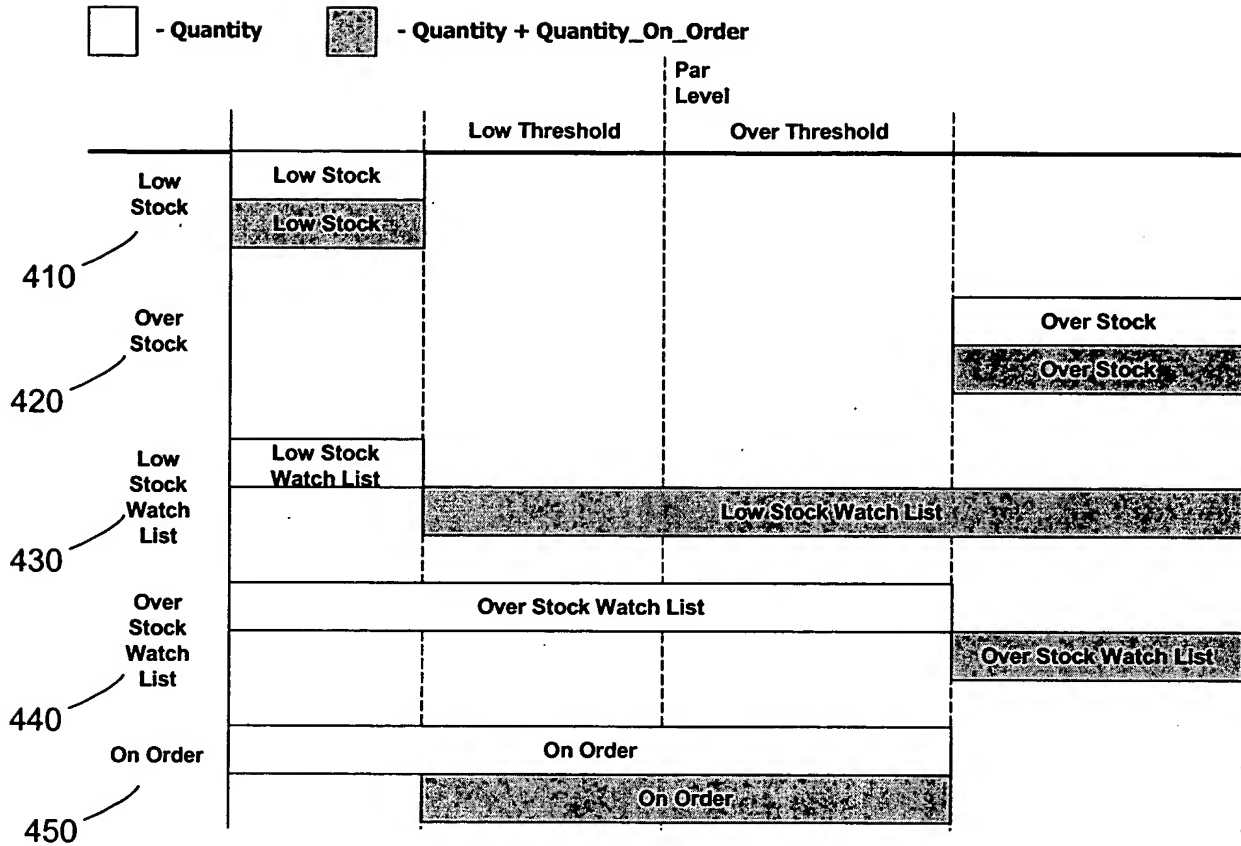 - Quantity
- Quantity + Quantity_On_Order
Par
Level
Low Threshold
Over Threshold
Low
Stock
Low Stock
Low Stock
410
Over
Stock
Over Stock
Over Stock
420
Low
Stock
Watch
List
Low Stock
Watch List
Low Stock Watch List
430
Over
Stock
Watch
List
Over Stock Watch List
Over Stock Watch List
440
On Order
On Order
On Order
450